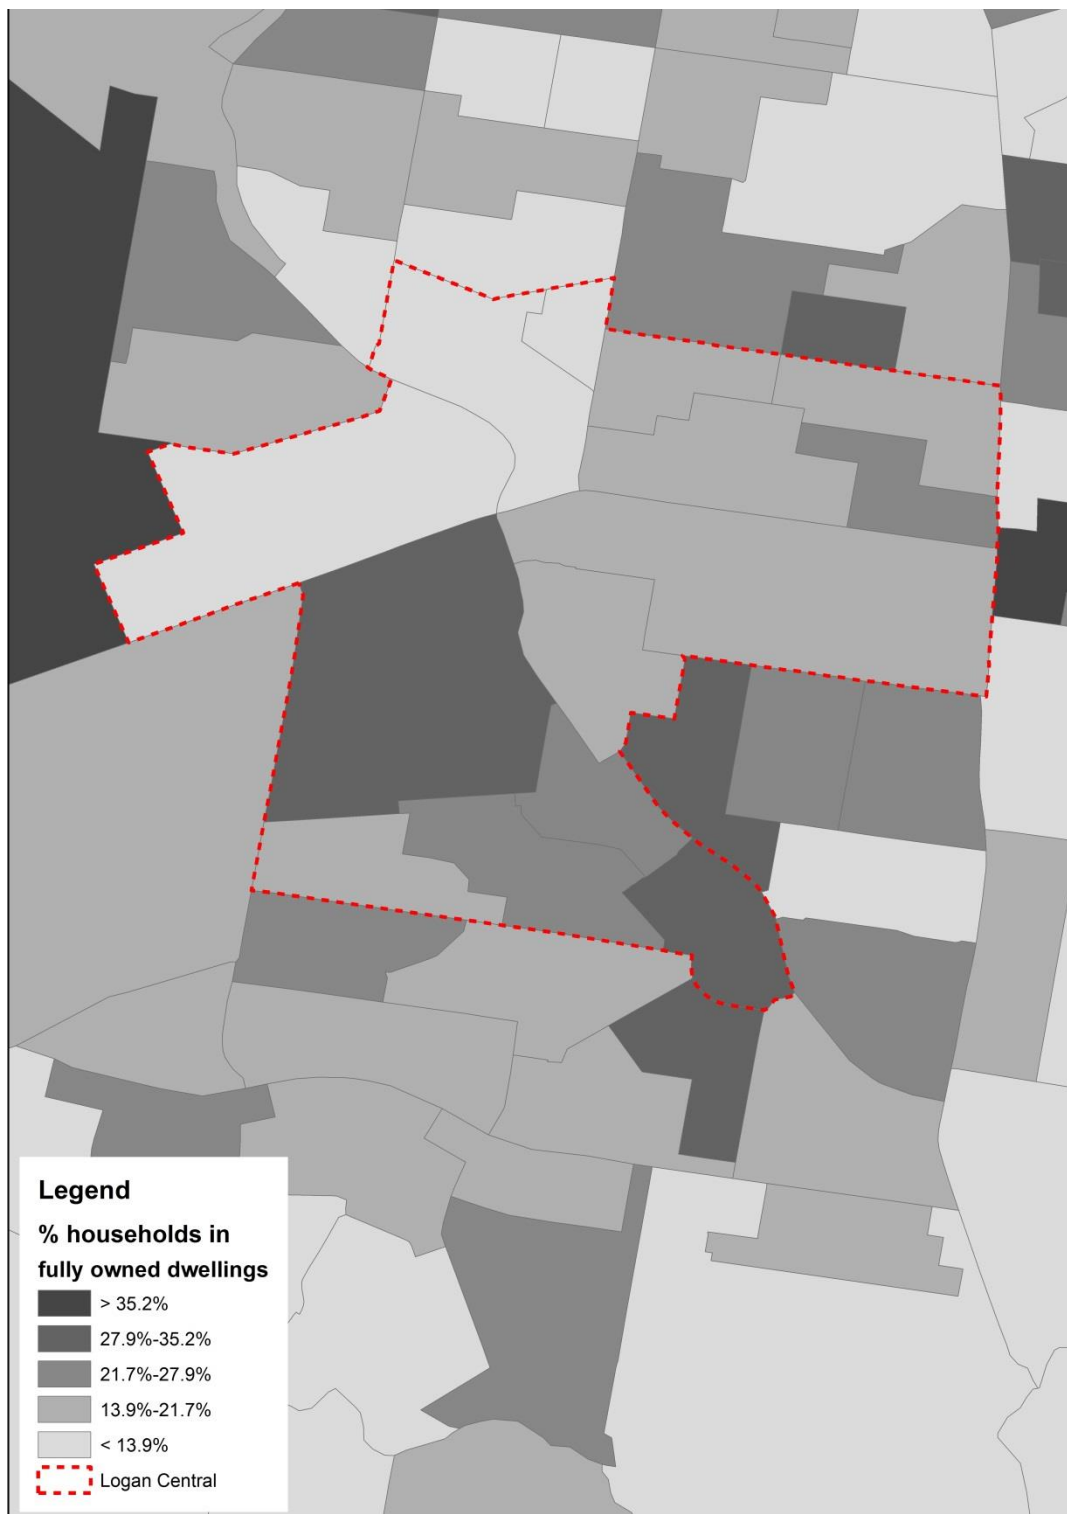 Legend
% households in
fully owned dwellings
> 35.2%
27.9%-35.2%
21.7%-27.9%
13.9%-21.7%
< 13.9%
Logan Central